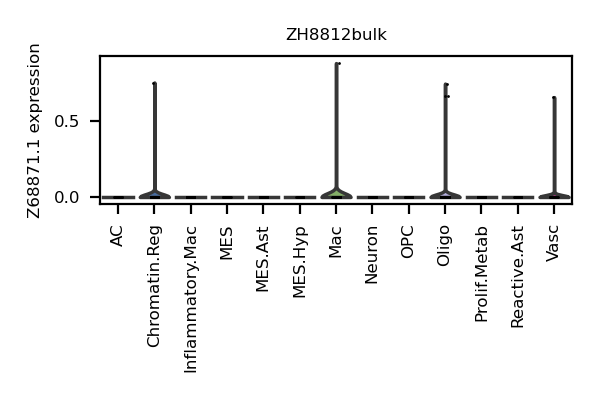 ZH8812bulk
Z68871.1 expression
0.5
0.0
AC
Chromatin.Reg
Inflammatory.Mac
MES
MES.Ast
MES.Hyp
Mac
Neuron
OPC
Oligo
Prolif.Metab
Reactive.Ast
Vasc